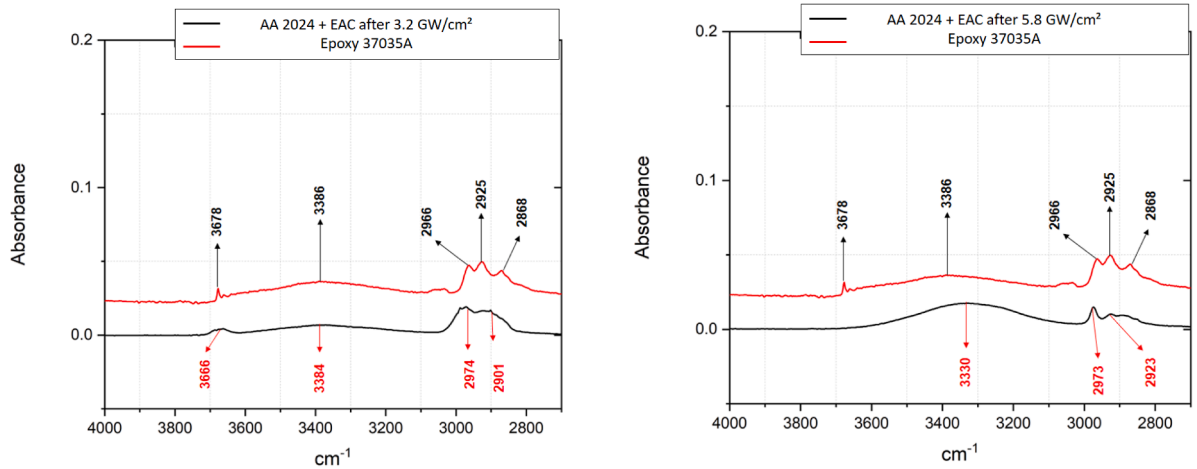 AA 2024 + EAC after 3.2 GW/cm²
Epoxy 37035A
0.2
0.1
0.0
Absorbance
3678
3386
2966
2925
2868
3666
3384
2974
2901
4000 3800 3600 3400 3200 3000 2800
cm⁻¹
AA 2024 + EAC after 5.8 GW/cm²
Epoxy 37035A
0.2
0.1
0.0
Absorbance
3678
3386
2966
2925
2868
3330
2973
2923
4000 3800 3600 3400 3200 3000 2800
cm⁻¹